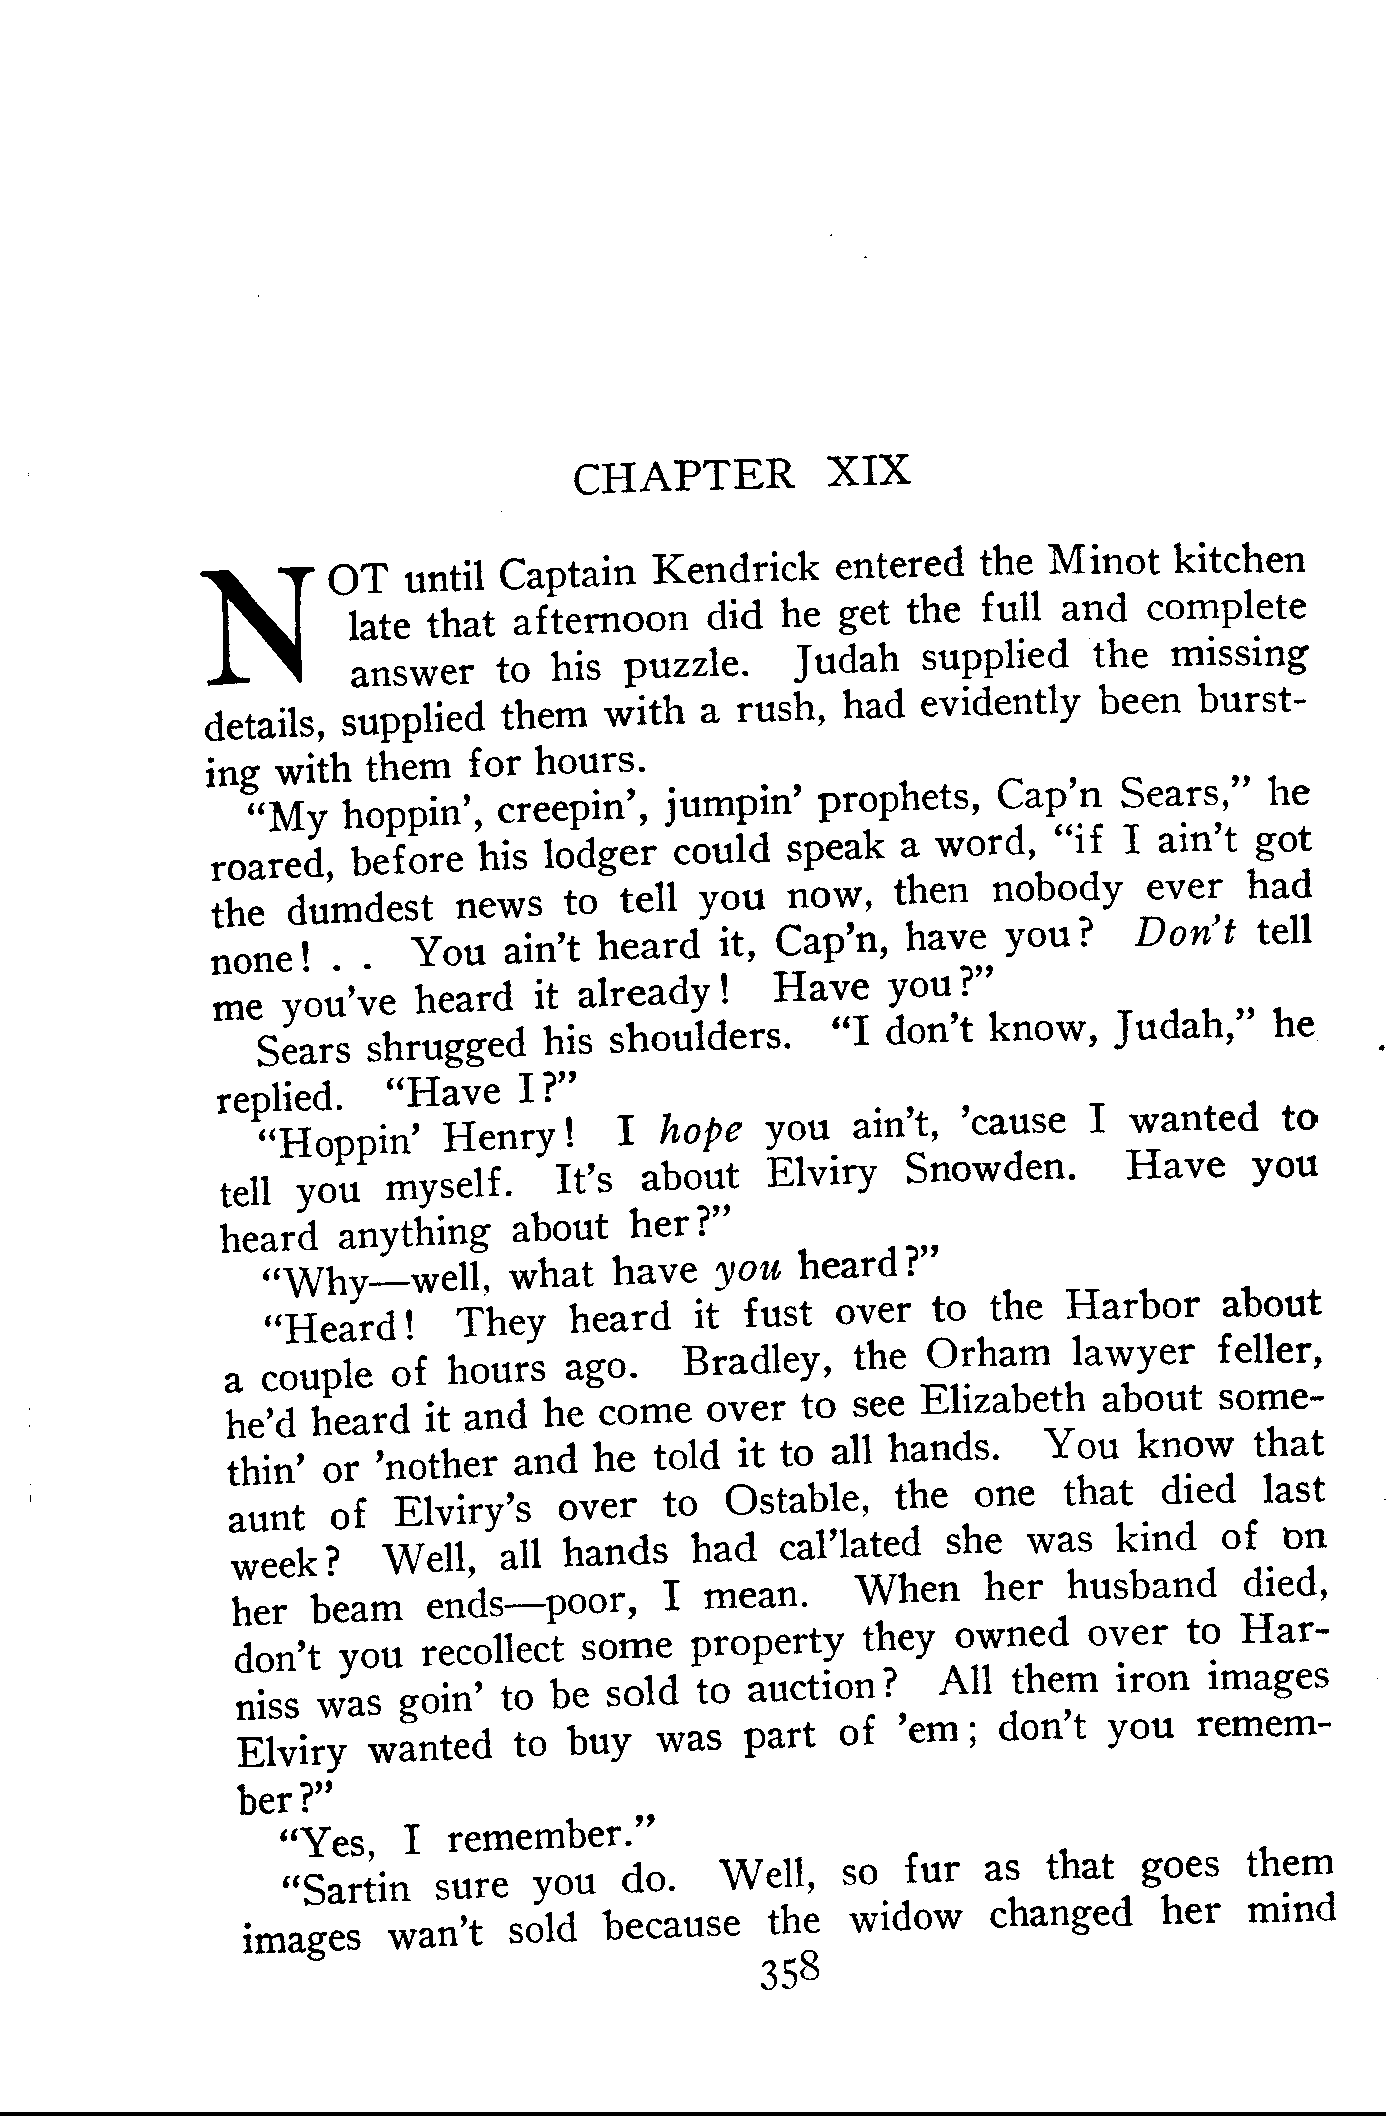 CHAPTER XIX
NOT until Captain Kendrick entered the Minot kitchen
late that afternoon did he get the full and complete
answer to his puzzle. Judah supplied the missing
details, supplied them with a rush, had evidently been burst-
ing with them for hours.
“My hoppin’, creepin’, jumpin’ prophets, Cap’n Sears,” he
roared, before his lodger could speak a word, “if I ain’t got
the dumdest news to tell you now, then nobody ever had
none! . . You ain’t heard it, Cap’n, have you? Don’t tell
me you’ve heard it already! Have you?”
Sears shrugged his shoulders. “I don’t know, Judah,” he
replied. “Have I?”
“Hoppin’ Henry! I hope you ain’t, ’cause I wanted to
tell you myself. It’s about Elviry Snowden. Have you
heard anything about her?”
“Why—well, what have you heard?”
“Heard! They heard it fust over to the Harbor about
a couple of hours ago. Bradley, the Orham lawyer feller,
he’d heard it and he come over to see Elizabeth about some-
thin’ or ’nother and he told it to all hands. You know that
aunt of Elviry’s over to Ostable, the one that died last
week? Well, all hands had cal’lated she was kind of on
her beam ends—poor, I mean. When her husband died,
don’t you recollect some property they owned over to Har-
niss was goin’ to be sold to auction? All them iron images
Elviry wanted to buy was part of ’em; don’t you remem-
ber?”
“Yes, I remember.”
“Sartin sure you do. Well, so fur as that goes them
images wan’t sold because the widow changed her mind
358